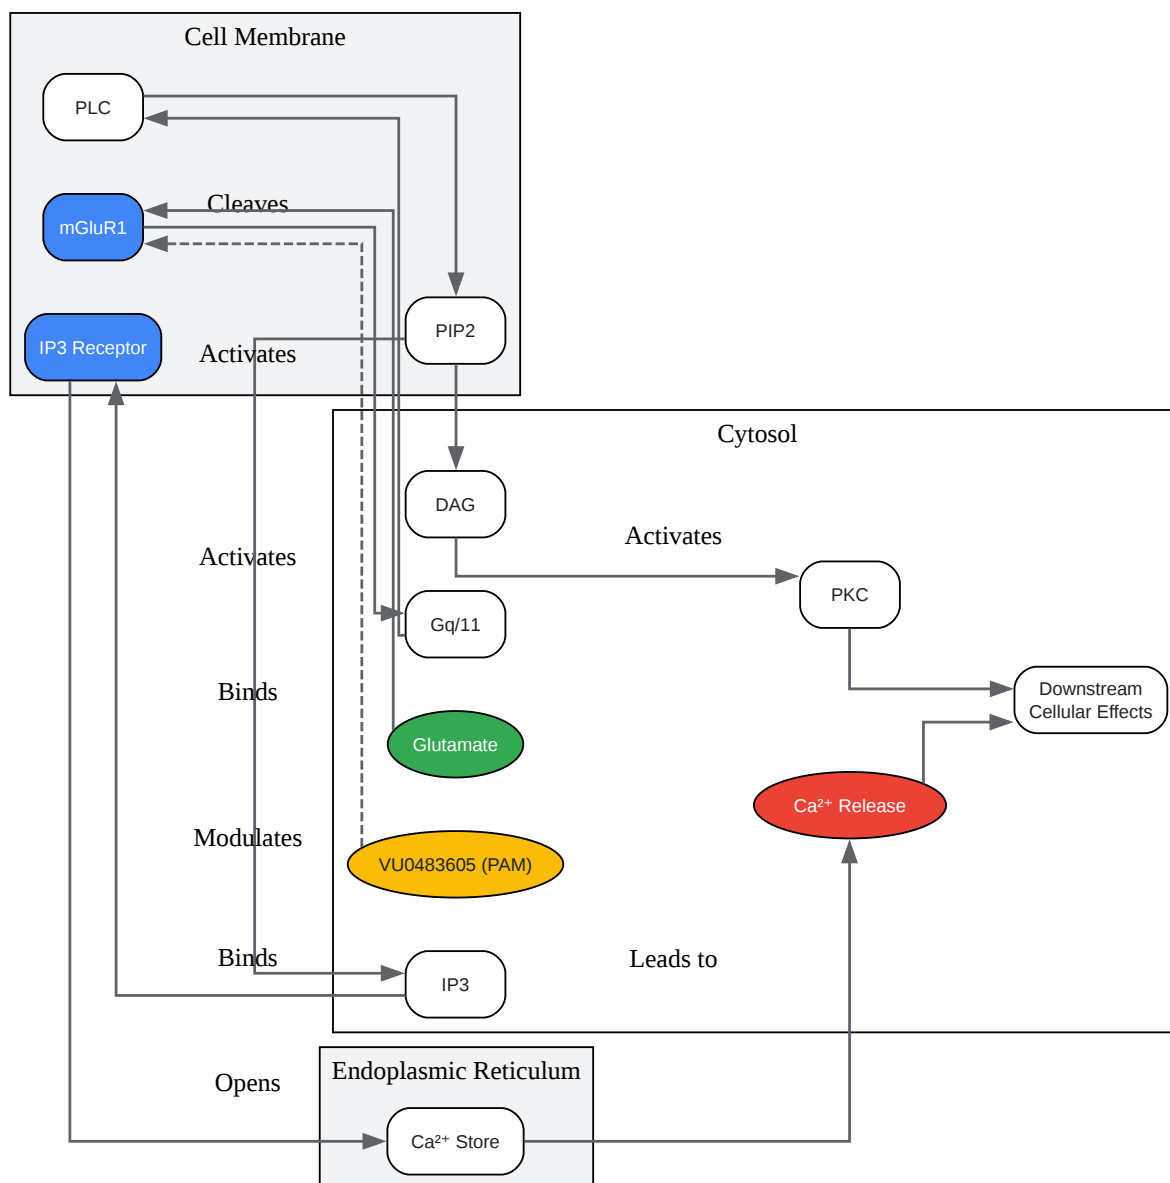 Cell Membrane
PLC
Cleaves
mGluR1
PIP2
IP3 Receptor
Activates
Cytosol
DAG
Activates
Activates
PKC
Gq/11
Binds
Downstream
Cellular Effects
Glutamate
Ca²⁺ Release
Modulates
VU0483605 (PAM)
Binds
Leads to
IP3
Endoplasmic Reticulum
Opens
Ca²⁺ Store